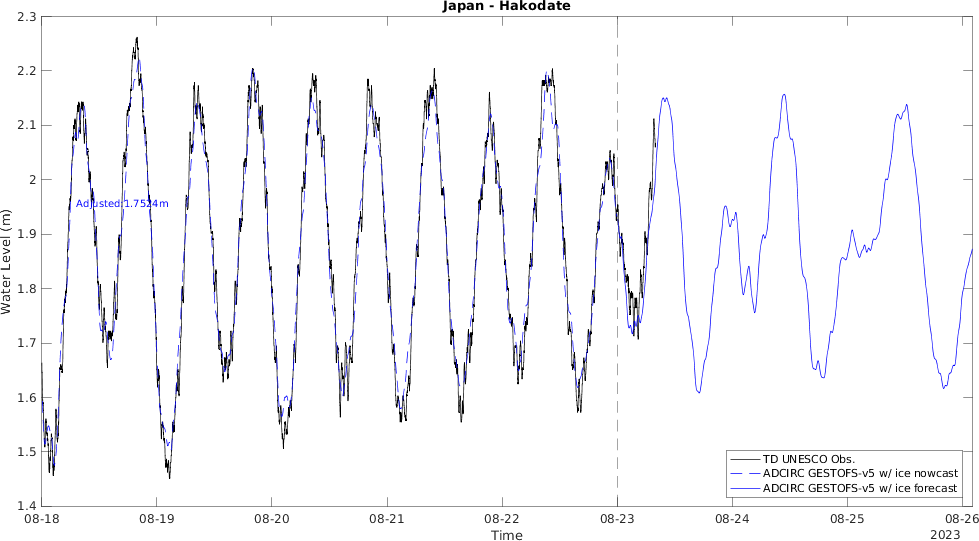 Japan - Hakodate
2.3
2.2
2.1
2
1.9
1.8
1.7
1.6
1.5
1.4
Water Level (m)
Adjusted:1.7524m
TD UNESCO Obs.
ADCIRC GESTOFS-v5 w/ ice nowcast
ADCIRC GESTOFS-v5 w/ ice forecast
08-18 08-19 08-20 08-21 08-22 08-23 08-24 08-25 08-26
Time
2023